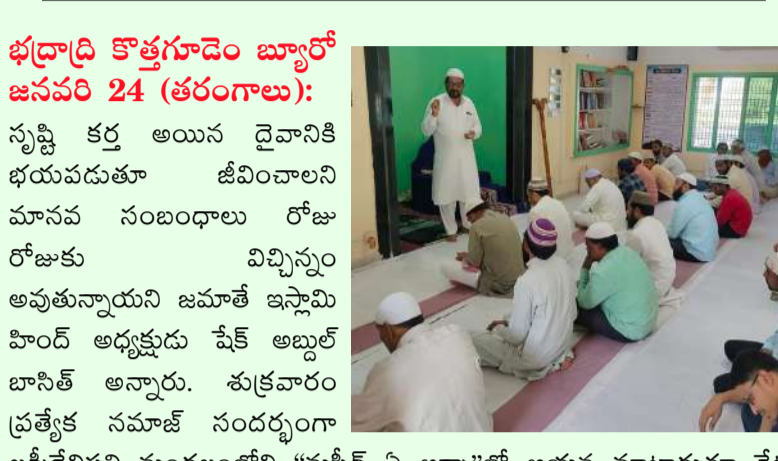 భద్రాద్రి కొత్తగూడెం బ్యూరో
జనవరి 24 (తరంగాలు):
సృష్టి కర్త అయిన దైవానికి
భయపడుతూ జీవించాలని
మానవ సంబంధాలు రోజు
రోజుకు విచ్ఛిన్నం
అవుతున్నాయని జమాతే ఇస్లామి
హింద్ అధ్యక్షుడు షేక్ అబ్దుల్
బాసిత్ అన్నారు. శుక్రవారం
ప్రత్యేక నమాజ్ సందర్భంగా